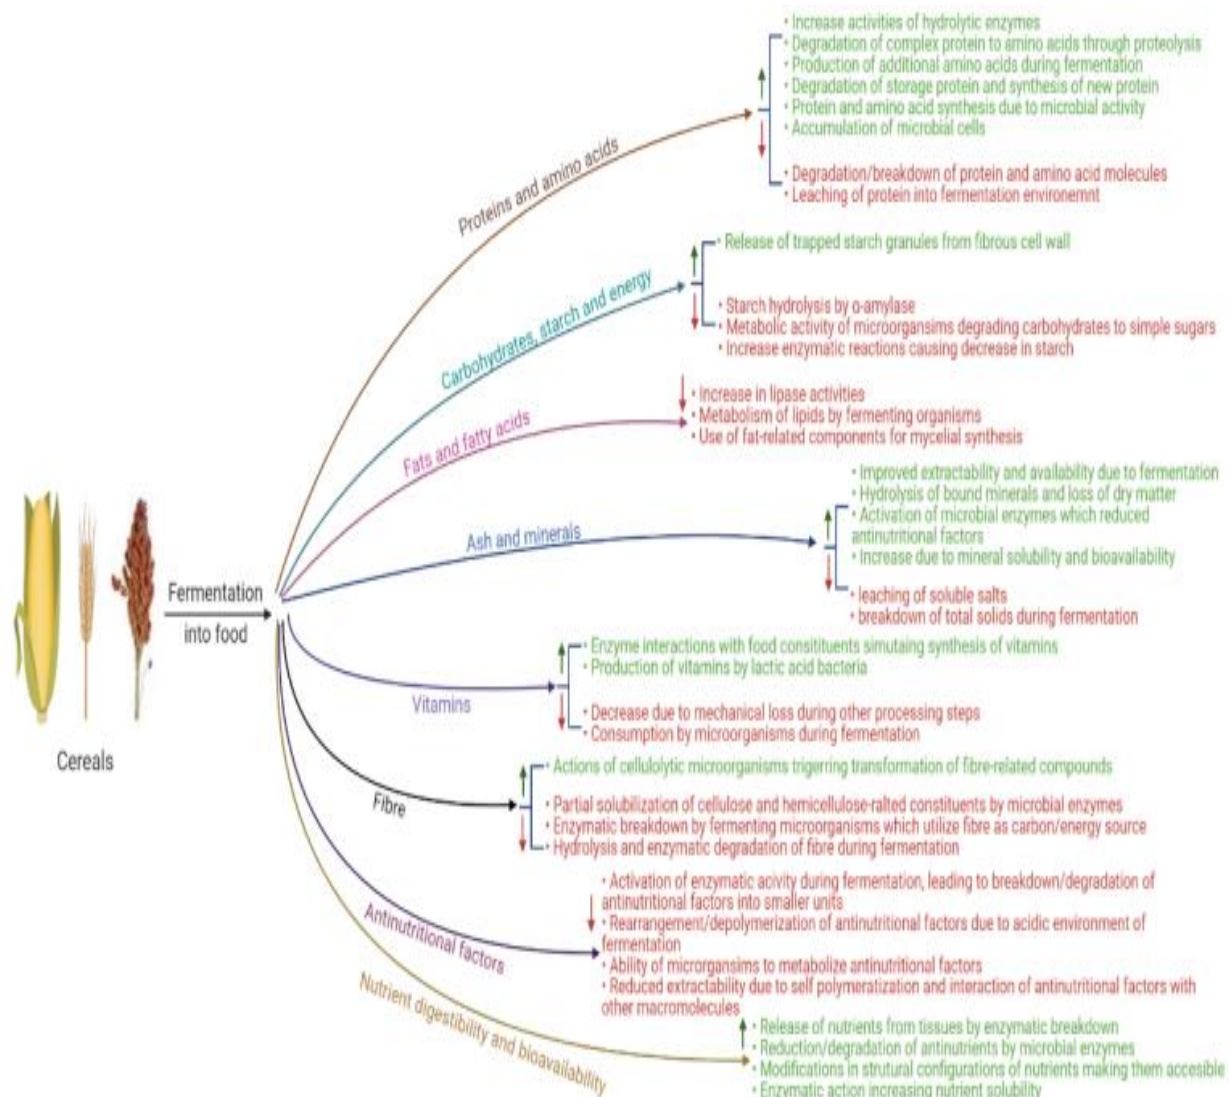 • Increase activities of hydrolytic enzymes
• Degradation of complex protein to amino acids through proteolysis
• Production of additional amino acids during fermentation
• Degradation of storage protein and synthesis of new protein
• Protein and amino acid synthesis due to microbial activity
• Accumulation of microbial cells
• Degradation/breakdown of protein and amino acid molecules
• Leaching of protein into fermentation environemnt
Proteins and amino acids
• Release of trapped starch granules from fibrous cell wall
• Starch hydrolysis by α-amylase
• Metabolic activity of microorgansims degrading carbohydrates to simple sugars
• Increase enzymatic reactions causing decrease in starch
Carbohydrates, starch and energy
• Increase in lipase activities
• Metabolism of lipids by fermenting organisms
• Use of fat-related components for mycelial synthesis
Fats and fatty acids
• Improved extractability and availability due to fermentation
• Hydrolysis of bound minerals and loss of dry matter
• Activation of microbial enzymes which reduced
antinutritional factors
• Increase due to mineral solubility and bioavailability
• leaching of soluble salts
• breakdown of total solids during fermentation
Ash and minerals
Fermentation
into food
Cereals
• Enzyme interactions with food consitituents simutaing synthesis of vitamins
• Production of vitamins by lactic acid bacteria
• Decrease due to mechanical loss during other processing steps
• Consumption by microorganisms during fermentation
Vitamins
• Actions of cellulolytic microorganisms trigerring transformation of fibre-related compounds
• Partial solubilization of cellulose and hemicellulose-ralted constituents by microbial enzymes
• Enzymatic breakdown by fermenting microorganisms which utilize fibre as carbon/energy source
• Hydrolysis and enzymatic degradation of fibre during fermentation
Fibre
• Activation of enzymatic acivity during fermentation, leading to breakdown/degradation of
antinutritional factors into smaller units
• Rearrangement/depolymerization of antinutritional factors due to acidic environment of
fermentation
• Ability of microrgansims to metabolize antinutritional factors
• Reduced extractability due to self polymeratization and interaction of antinutritional factors with
other macromolecules
Antinutritional factors
• Release of nutrients from tissues by enzymatic breakdown
• Reduction/degradation of antinutrients by microbial enzymes
• Modifications in strutural configurations of nutrients making them accesible
• Enzymatic action increasing nutrient solubility
Nutrient digestibility and bioavailability